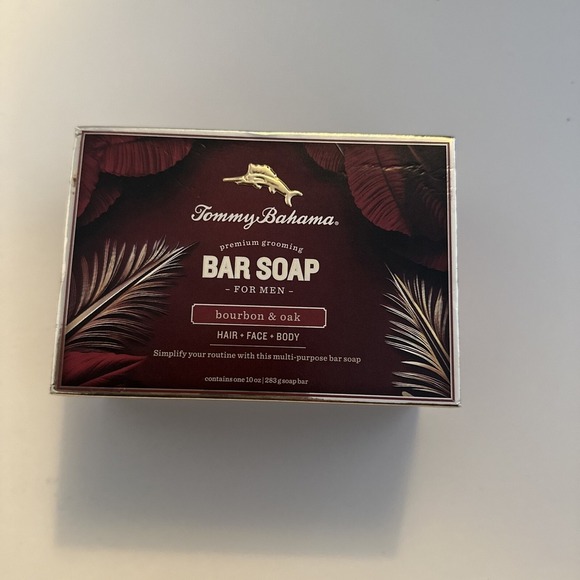 Tommy Bahama®
premium grooming
BAR SOAP
- FOR MEN -
bourbon & oak
HAIR + FACE + BODY
Simplify your routine with this multi-purpose bar soap
contains one 10 oz | 283 g soap bar